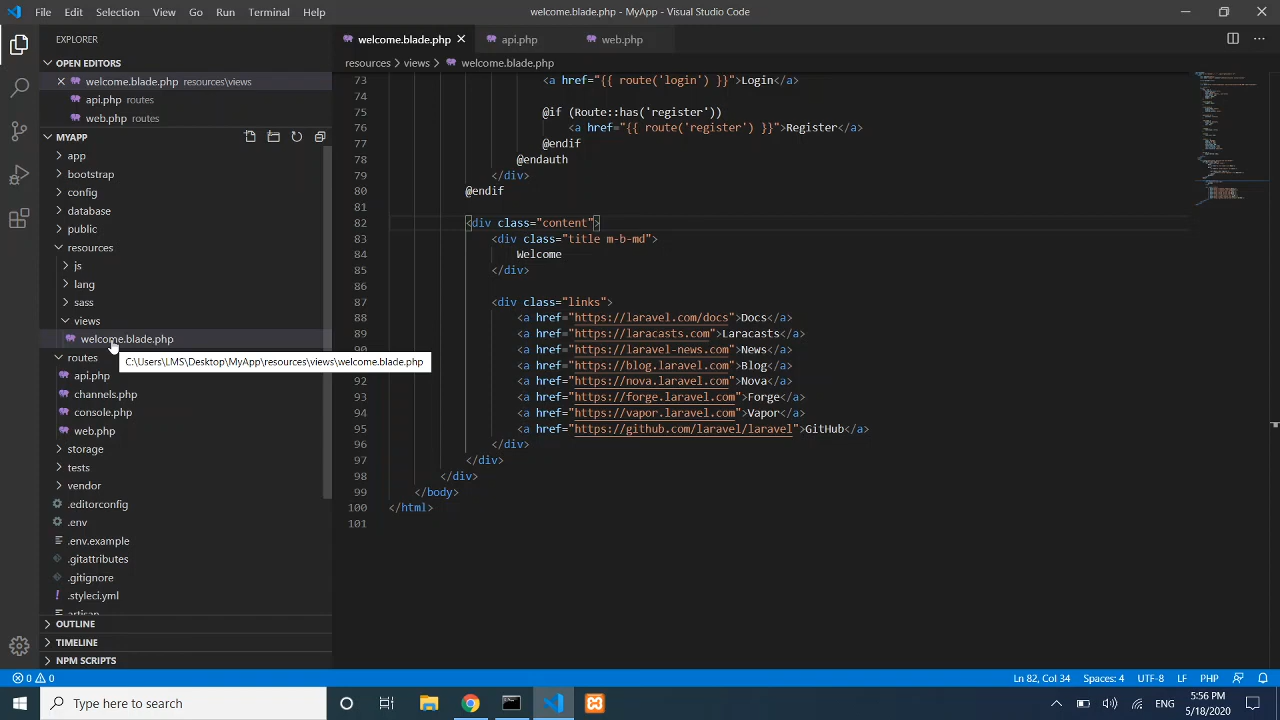 File Edit Selection View Go Run Terminal Help
welcome.blade.php - MyApp - Visual Studio Code
EXPLORER
OPEN EDITORS
welcome.blade.php resources\views
api.php routes
web.php routes
MYAPP
app
bootstrap
config
database
public
resources
js
lang
sass
views
welcome.blade.php
C:\Users\LMS\Desktop\MyApp\resources\views\welcome.blade.php
routes
api.php
channels.php
console.php
web.php
storage
tests
vendor
.editorconfig
.env
.env.example
.gitattributes
.gitignore
.styleci.yml
artisan
OUTLINE
TIMELINE
NPM SCRIPTS
welcome.blade.php api.php web.php
resources > views > welcome.blade.php
73 <a href="{{ route('login') }}">Login</a>
74
75 @if (Route::has('register'))
76 <a href="{{ route('register') }}">Register</a>
77 @endif
78 @endauth
79 </div>
80 @endif
81
82 <div class="content">
83 <div class="title m-b-md">
84 Welcome
85 </div>
86
87 <div class="links">
88 <a href="https://laravel.com/docs">Docs</a>
89 <a href="https://laracasts.com">Laracasts</a>
90 <a href="https://laravel-news.com">News</a>
<a href="https://blog.laravel.com">Blog</a>
92 <a href="https://nova.laravel.com">Nova</a>
93 <a href="https://forge.laravel.com">Forge</a>
94 <a href="https://vapor.laravel.com">Vapor</a>
95 <a href="https://github.com/laravel/laravel">GitHub</a>
96 </div>
97 </div>
98 </div>
99 </body>
100 </html>
101
0 0
Ln 82, Col 34 Spaces: 4 UTF-8 LF PHP
Type here to search
ENG
5:56 PM
5/18/2020